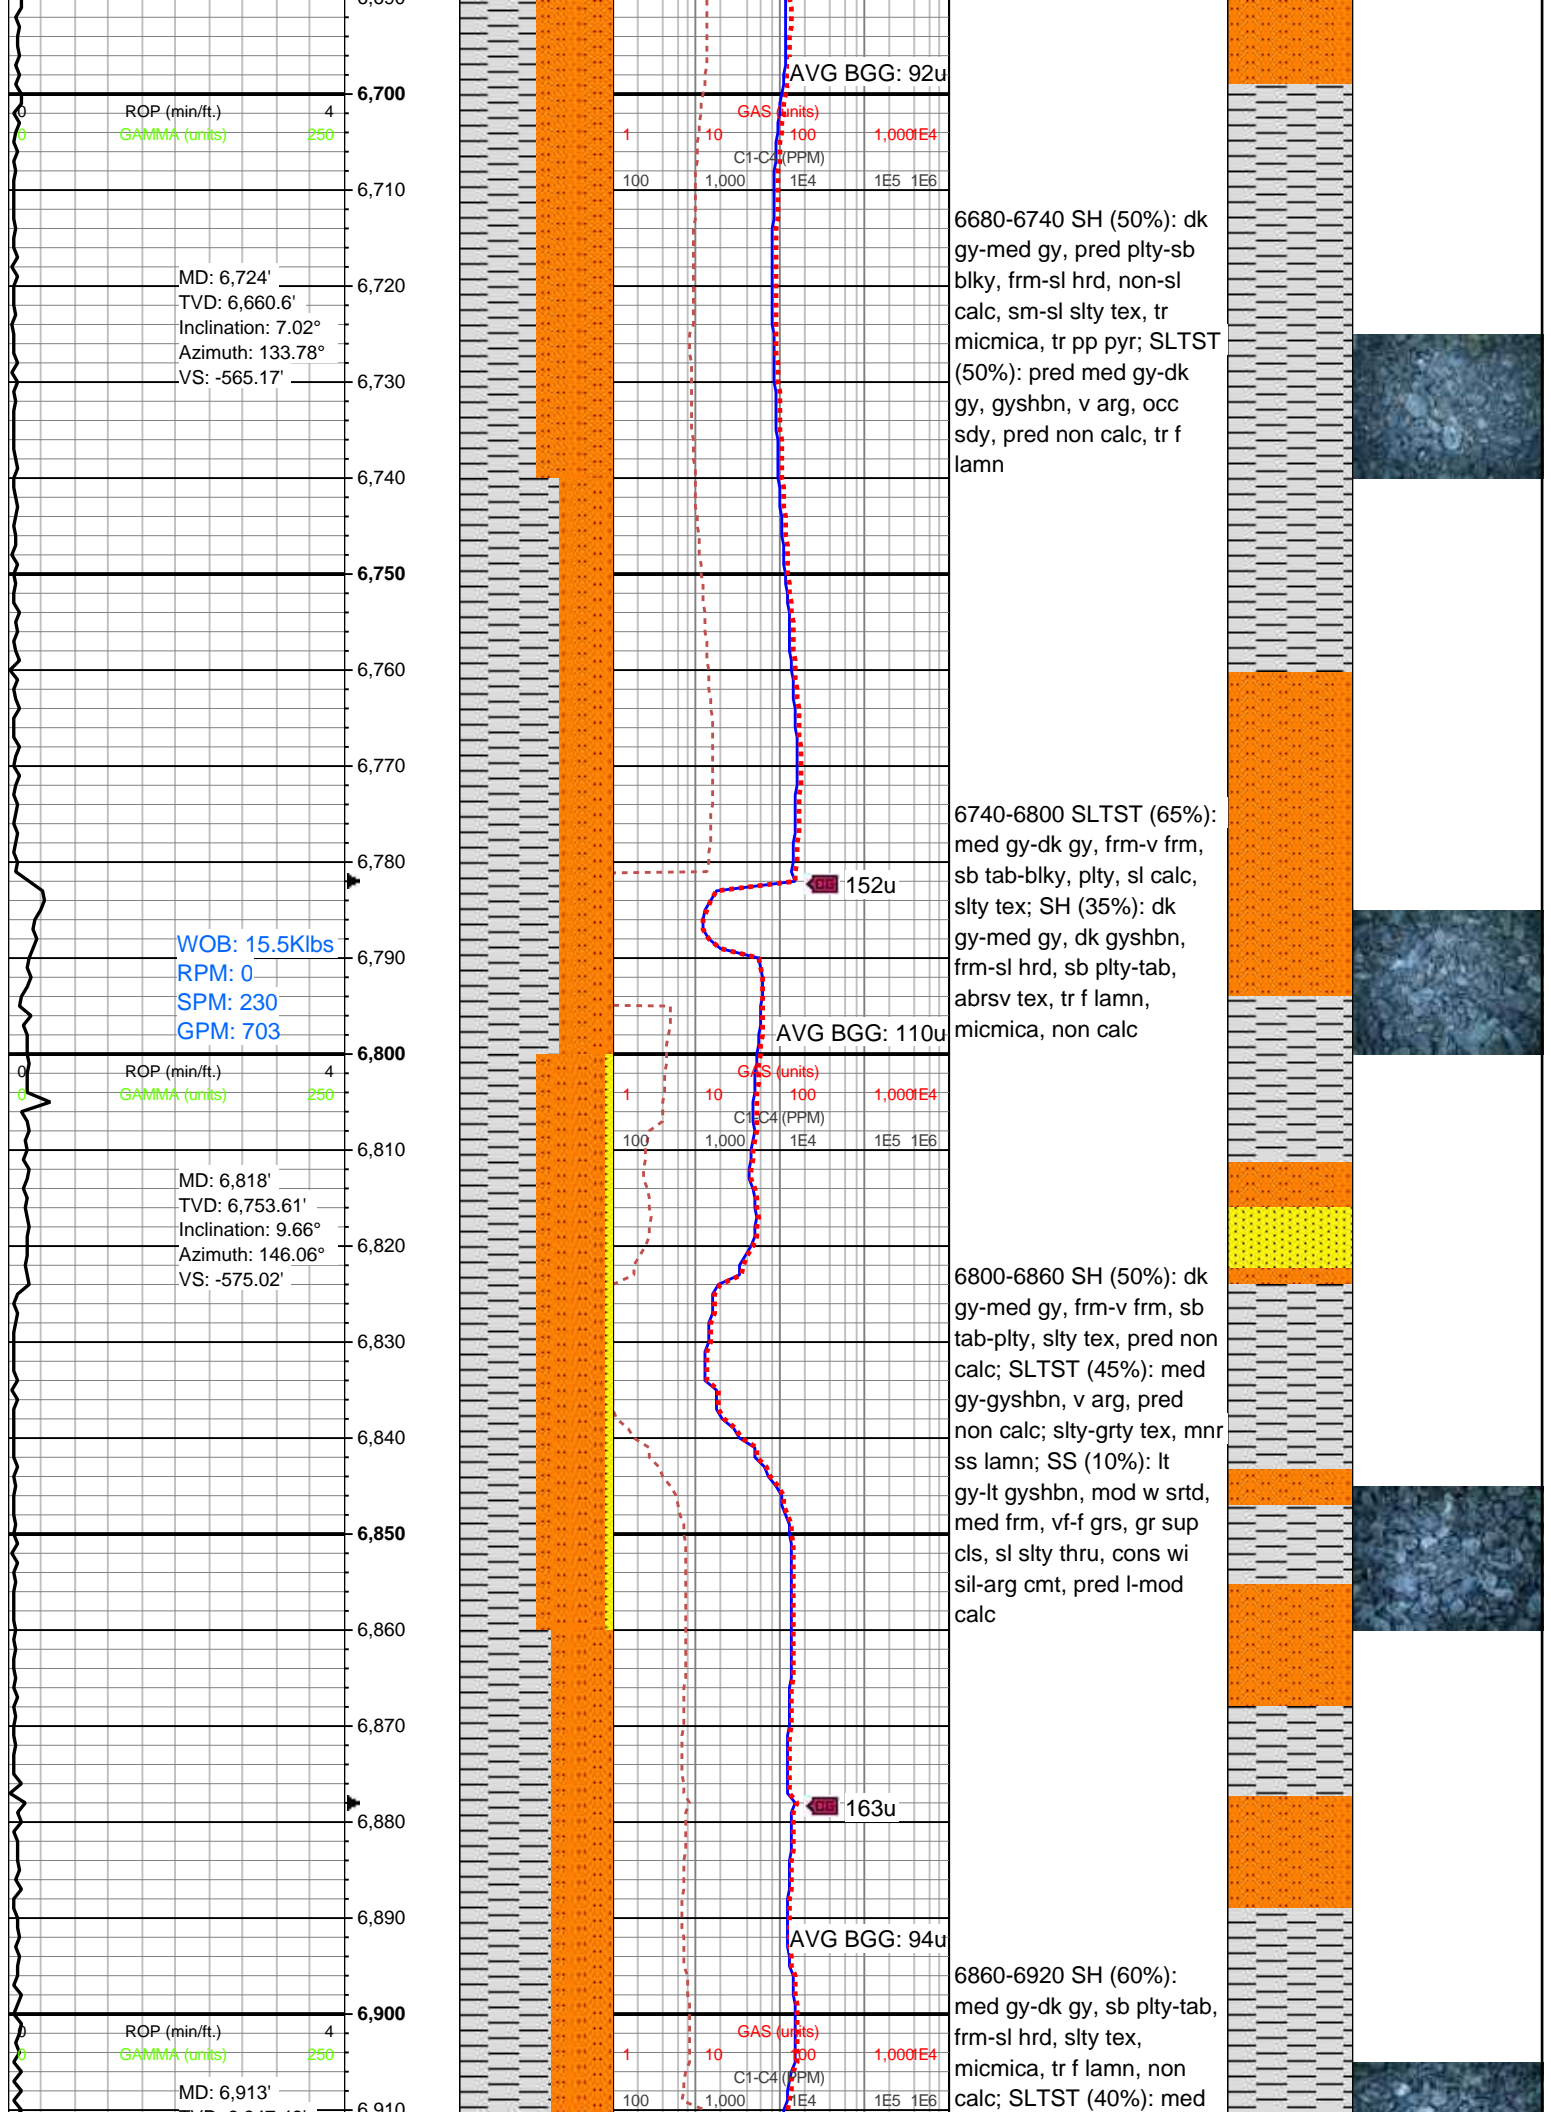 AVG BGG: 92u
6,700
0 ROP (min/ft.) 4
0 GAMMA (units) 250
GAS (units)
1 10 100 1,000 1E4
C1-C4 (PPM)
100 1,000 1E4 1E5 1E6
6,710
6680-6740 SH (50%): dk
gy-med gy, pred plty-sb
blky, frm-sl hrd, non-sl
calc, sm-sl slty tex, tr
micmica, tr pp pyr; SLTST
(50%): pred med gy-dk
gy, gyshbn, v arg, occ
sdy, pred non calc, tr f
lamn
MD: 6,724'
TVD: 6,660.6'
Inclination: 7.02°
Azimuth: 133.78°
VS: -565.17'
6,720
6,730
6,740
6,750
6,760
6,770
6,780
6740-6800 SLTST (65%):
med gy-dk gy, frm-v frm,
sb tab-blky, plty, sl calc,
slty tex; SH (35%): dk
gy-med gy, dk gyshbn,
frm-sl hrd, sb plty-tab,
abrsv tex, tr f lamn,
micmica, non calc
DG 152u
WOB: 15.5Klbs
RPM: 0
SPM: 230
GPM: 703
6,790
AVG BGG: 110u
6,800
0 ROP (min/ft.) 4
0 GAMMA (units) 250
GAS (units)
1 10 100 1,000 1E4
C1-C4 (PPM)
100 1,000 1E4 1E5 1E6
6,810
MD: 6,818'
TVD: 6,753.61'
Inclination: 9.66°
Azimuth: 146.06°
VS: -575.02'
6,820
6800-6860 SH (50%): dk
gy-med gy, frm-v frm, sb
tab-plty, slty tex, pred non
calc; SLTST (45%): med
gy-gyshbn, v arg, pred
non calc; slty-grty tex, mnr
ss lamn; SS (10%): lt
gy-lt gyshbn, mod w srtd,
med frm, vf-f grs, gr sup
cls, sl slty thru, cons wi
sil-arg cmt, pred l-mod
calc
6,830
6,840
6,850
6,860
6,870
6,880
DG 163u
6,890
AVG BGG: 94u
6,900
0 ROP (min/ft.) 4
0 GAMMA (units) 250
GAS (units)
1 10 100 1,000 1E4
C1-C4 (PPM)
100 1,000 1E4 1E5 1E6
6860-6920 SH (60%):
med gy-dk gy, sb plty-tab,
frm-sl hrd, slty tex,
micmica, tr f lamn, non
calc; SLTST (40%): med
MD: 6,913'
6,910